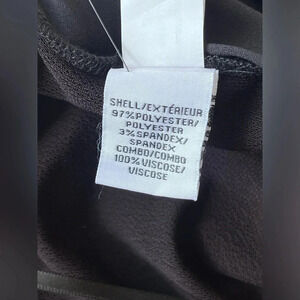 SHELL/EXTÉRIEUR
97% POLYESTER/
POLYESTER
3% SPANDEX/
SPANDEX
COMBO/COMBO
100% VISCOSE/
VISCOSE